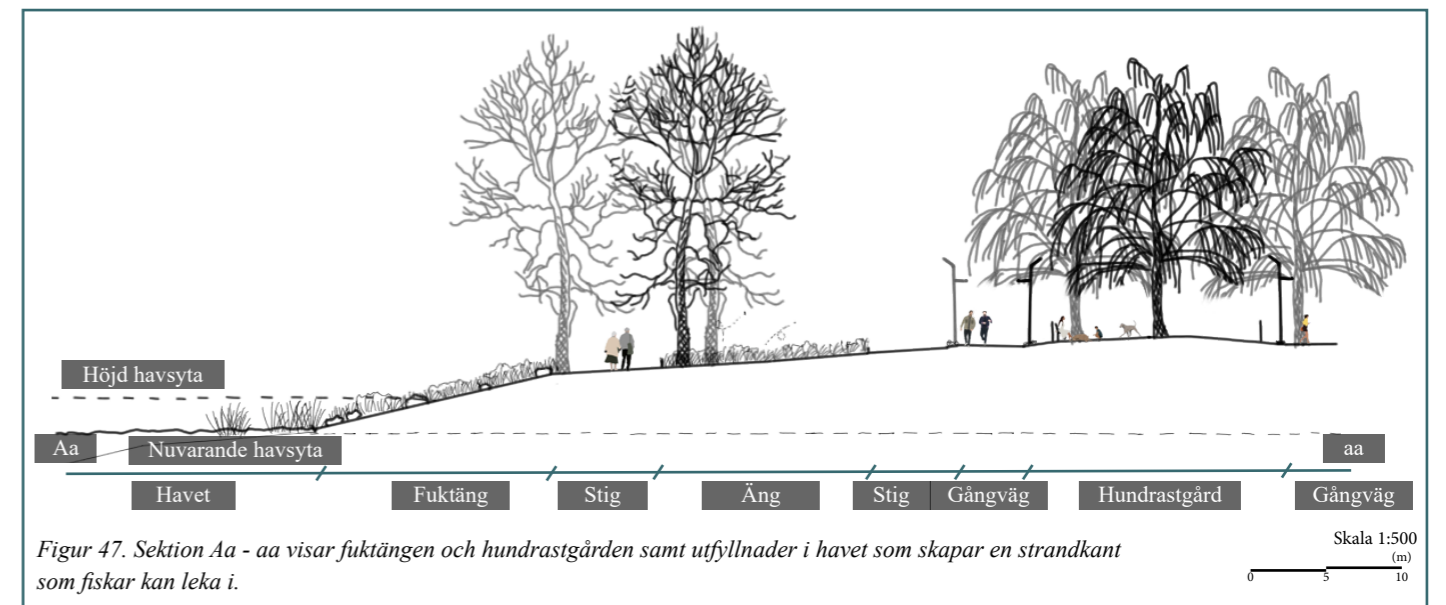 Höjd havsyta
Aa
Nuvarande havsyta
aa
Havet
Fuktäng
Stig
Äng
Stig
Gångväg
Hundrastgård
Gångväg
Figur 47. Sektion Aa - aa visar fuktängen och hundrastgården samt utfyllnader i havet som skapar en strandkant
som fiskar kan leka i.
Skala 1:500
(m)
0 5 10